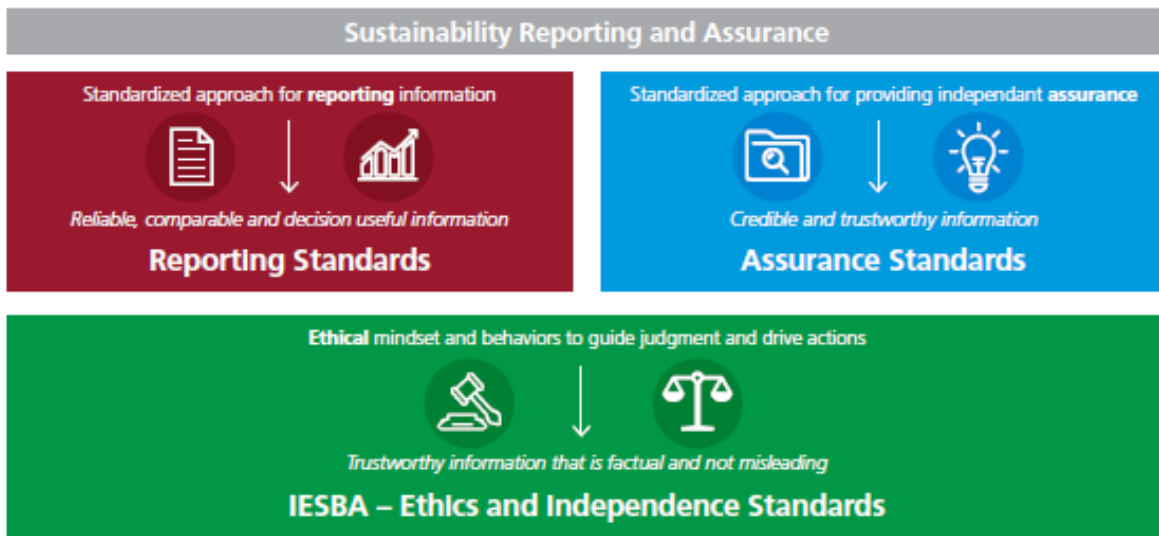 Sustainability Reporting and Assurance
Standardized approach for reporting information
Reliable, comparable and decision useful information
Reporting Standards
Standardized approach for providing independant assurance
Credible and trustworthy information
Assurance Standards
Ethical mindset and behaviors to guide judgment and drive actions
Trustworthy information that is factual and not misleading
IESBA – Ethics and Independence Standards